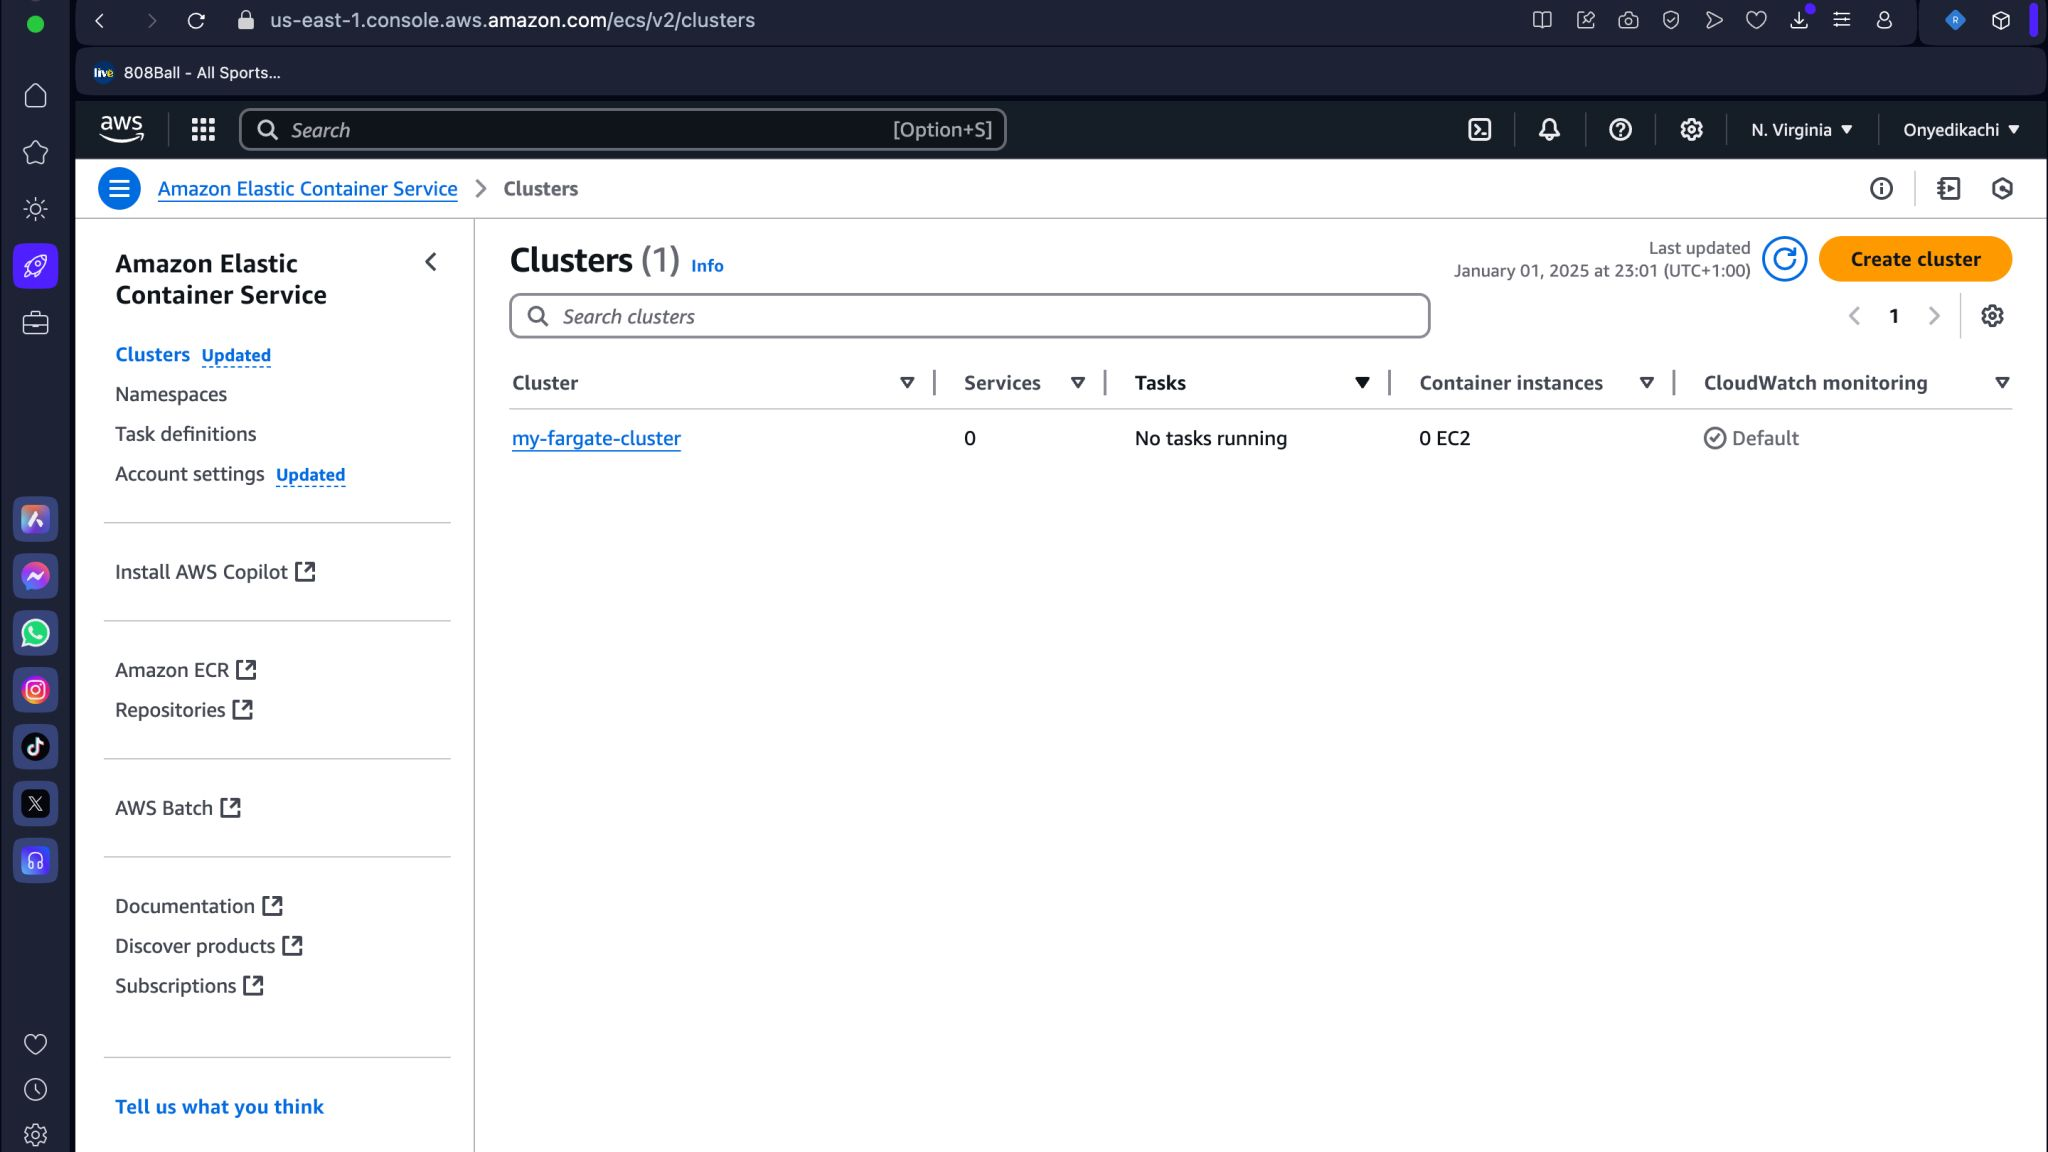 us-east-1.console.aws.amazon.com/ecs/v2/clusters
live 808Ball - All Sports...
aws Search [Option+S] N. Virginia Onyedikachi
Amazon Elastic Container Service Clusters
Amazon Elastic
Container Service
Clusters Updated
Namespaces
Task definitions
Account settings Updated
Install AWS Copilot
Amazon ECR
Repositories
AWS Batch
Documentation
Discover products
Subscriptions
Tell us what you think
Clusters (1) Info
Last updated
January 01, 2025 at 23:01 (UTC+1:00)
Create cluster
Search clusters
1
Cluster Services Tasks Container instances CloudWatch monitoring
my-fargate-cluster 0 No tasks running 0 EC2 Default